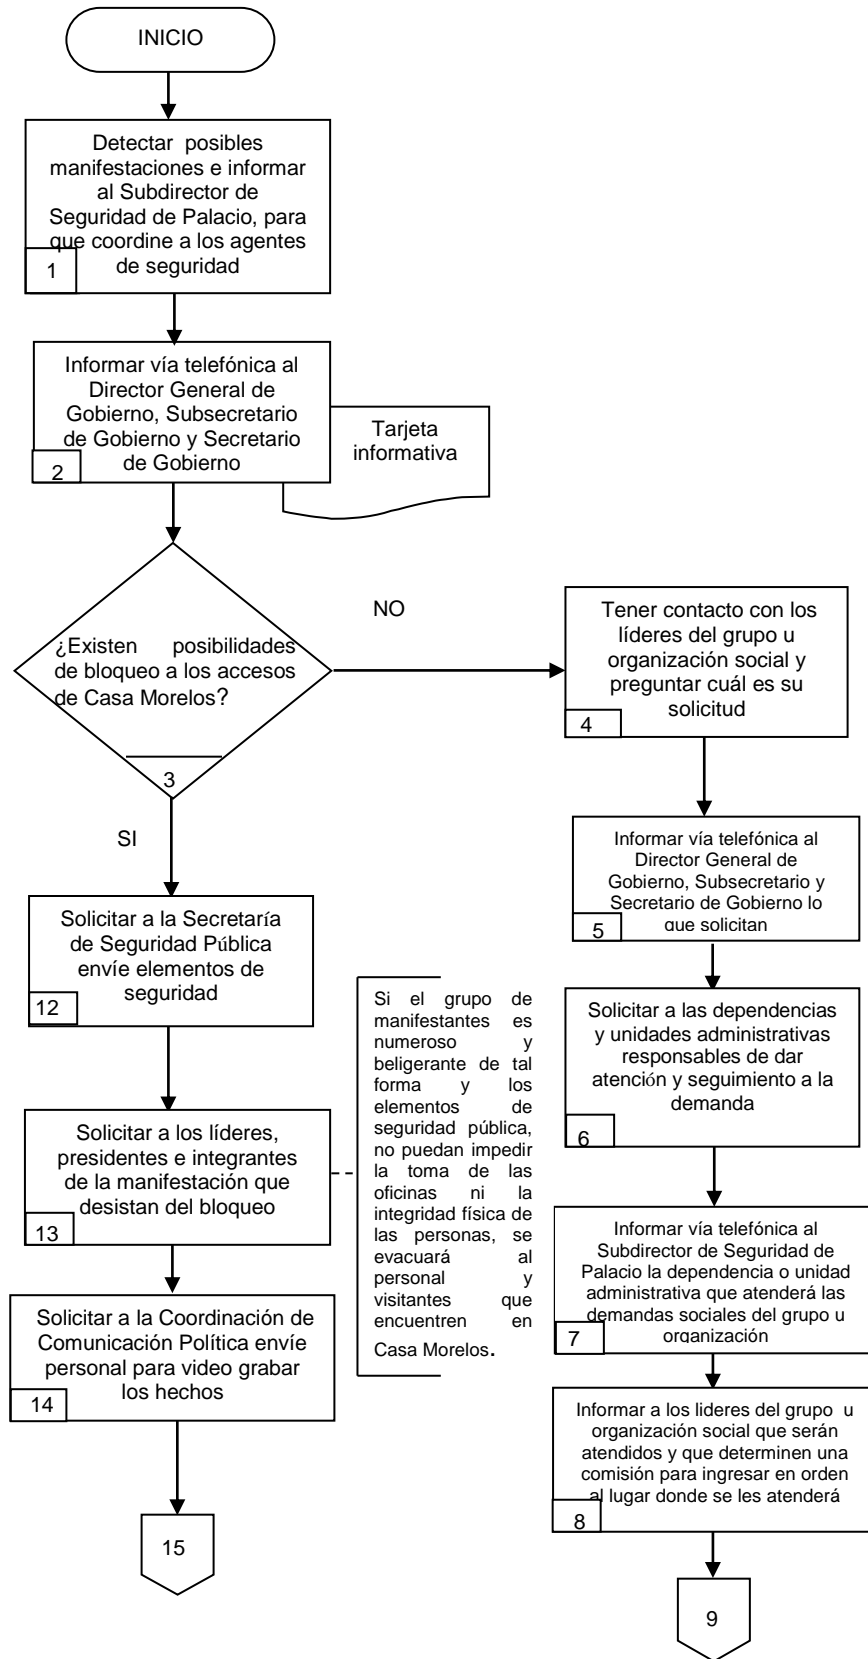 INICIO
Detectar posibles
manifestaciones e informar
al Subdirector de
Seguridad de Palacio, para
que coordine a los agentes
de seguridad
1
Informar vía telefónica al
Director General de
Gobierno, Subsecretario
de Gobierno y Secretario
de Gobierno
2
Tarjeta
informativa
¿Existen posibilidades
de bloqueo a los accesos
de Casa Morelos?
3
NO
SI
Tener contacto con los
líderes del grupo u
organización social y
preguntar cuál es su
solicitud
4
Informar vía telefónica al
Director General de
Gobierno, Subsecretario y
Secretario de Gobierno lo
que solicitan
5
Solicitar a las dependencias
y unidades administrativas
responsables de dar
atención y seguimiento a la
demanda
6
Informar vía telefónica al
Subdirector de Seguridad de
Palacio la dependencia o unidad
administrativa que atenderá las
demandas sociales del grupo u
organización
7
Informar a los lideres del grupo u
organización social que serán
atendidos y que determinen una
comisión para ingresar en orden
al lugar donde se les atenderá
8
9
Solicitar a la Secretaría
de Seguridad Pública
envíe elementos de
seguridad
12
Solicitar a los líderes,
presidentes e integrantes
de la manifestación que
desistan del bloqueo
13
Si el grupo de
manifestantes es
numeroso y
beligerante de tal
forma y los
elementos de
seguridad pública,
no puedan impedir
la toma de las
oficinas ni la
integridad física de
las personas, se
evacuará al
personal y
visitantes que
encuentren en
Casa Morelos.
Solicitar a la Coordinación de
Comunicación Política envíe
personal para video grabar
los hechos
14
15